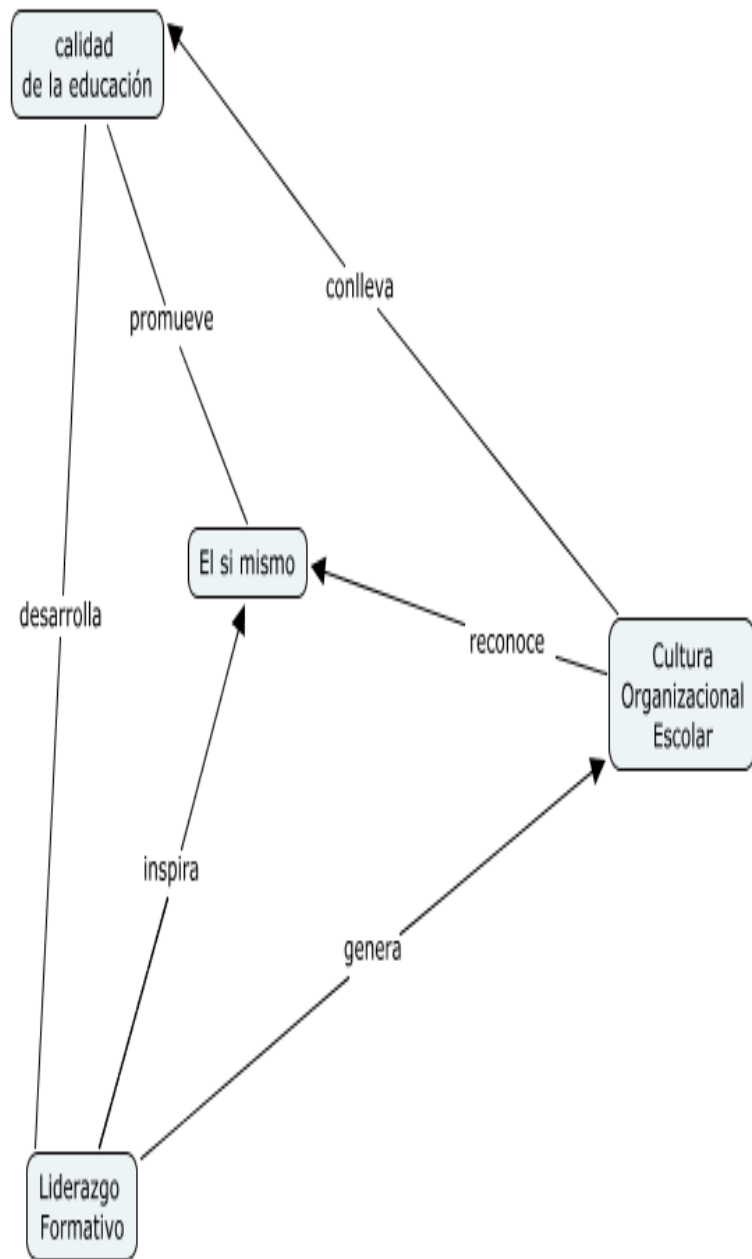 calidad
de la educación
conlleva
promueve
El si mismo
desarrolla
reconoce
Cultura
Organizacional
Escolar
inspira
genera
Liderazgo
Formativo